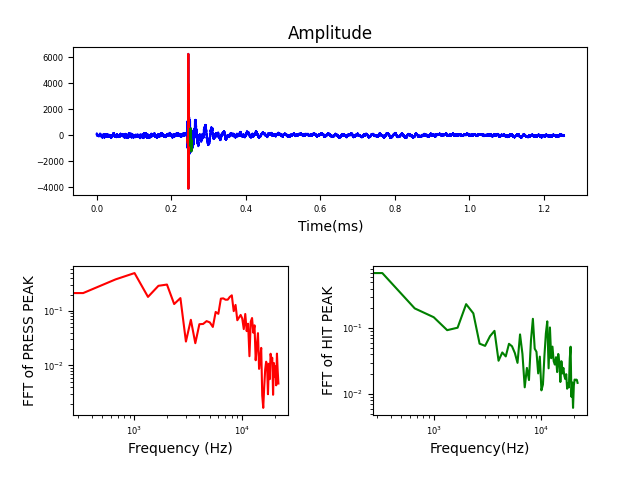 Amplitude
6000
4000
2000
0
−2000
−4000
0.0 0.2 0.4 0.6 0.8 1.0 1.2
Time(ms)
FFT of PRESS PEAK
10⁻¹
10⁻²
10³ 10⁴
Frequency (Hz)
FFT of HIT PEAK
10⁻¹
10⁻²
10³ 10⁴
Frequency(Hz)